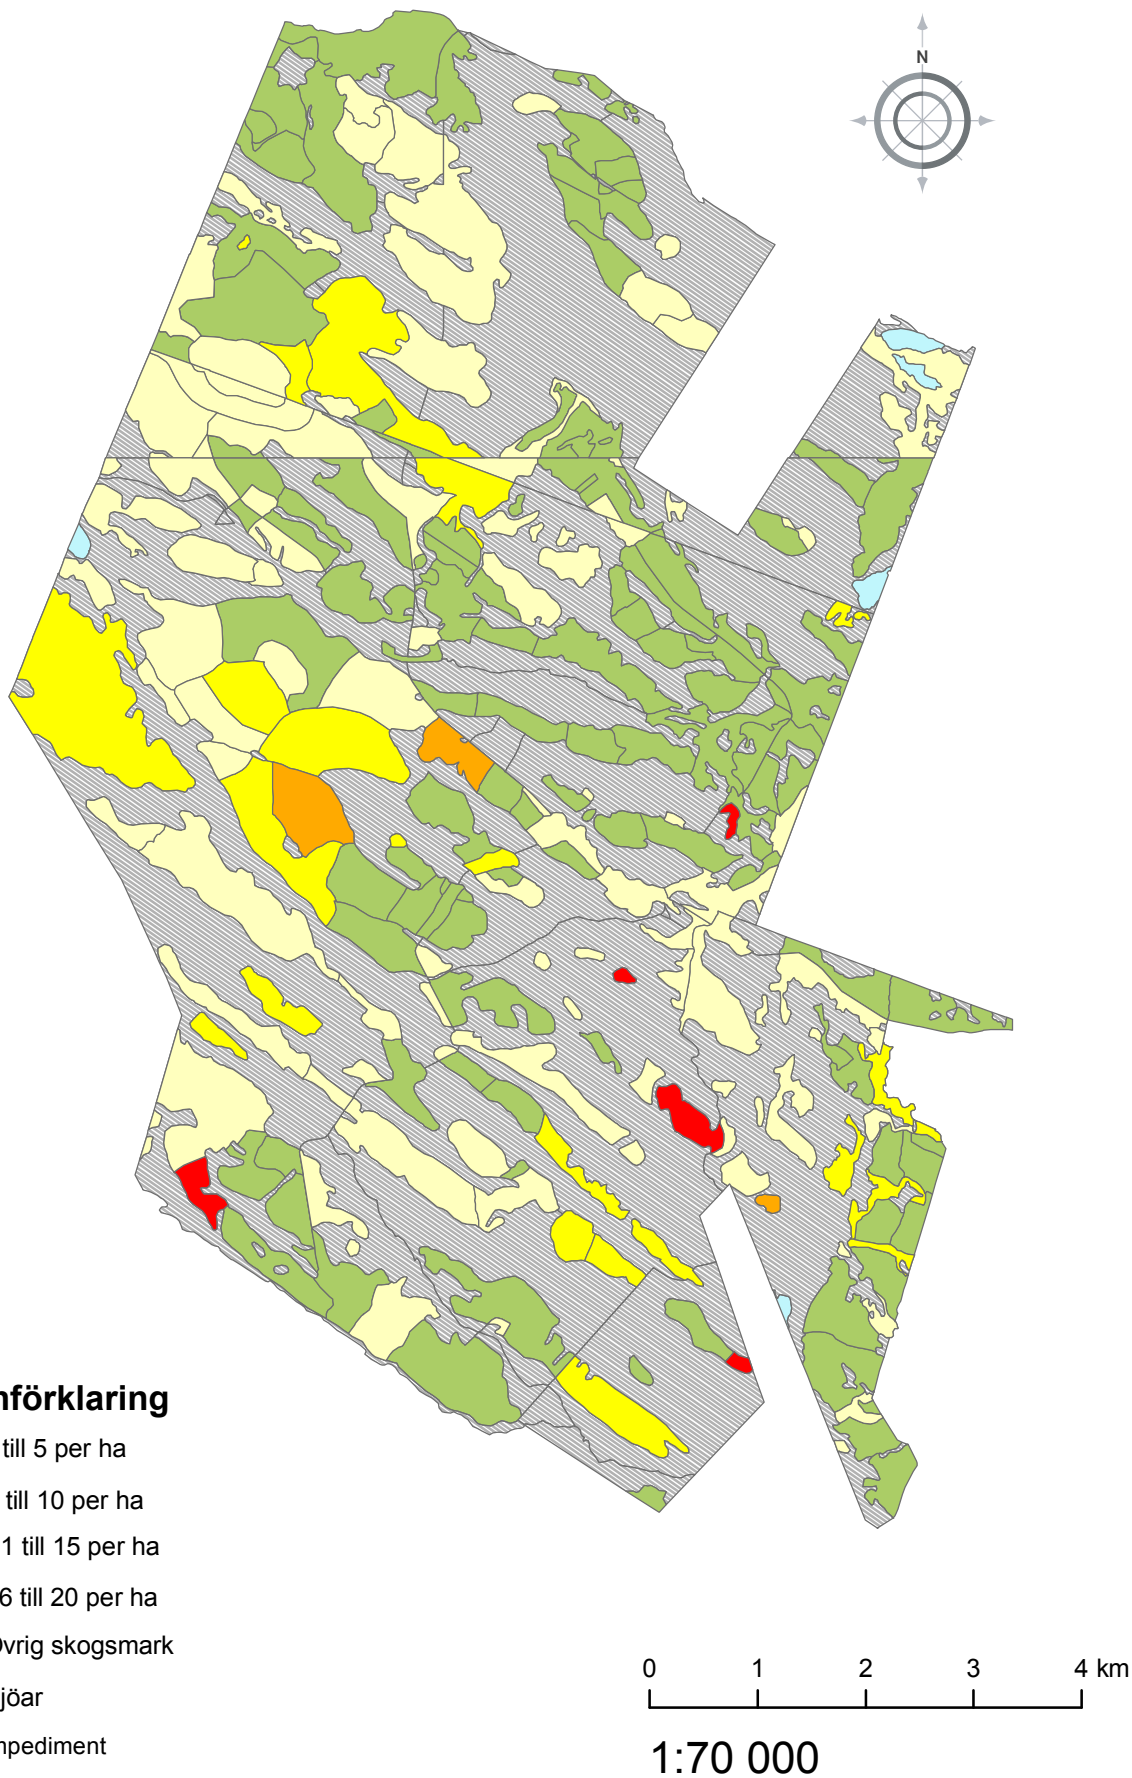 N
nförklaring
till 5 per ha
till 10 per ha
1 till 15 per ha
6 till 20 per ha
Övrig skogsmark
jöar
mpediment
0 1 2 3 4 km
1:70 000